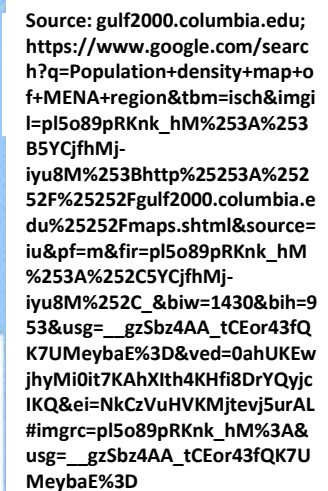 Source: gulf2000.columbia.edu;
https://www.google.com/searc
h?q=Population+density+map+o
f+MENA+region&tbm=isch&imgi
l=pl5o89pRKnk_hM%253A%253
B5YCjfhMj-
iyu8M%253Bhttp%25253A%252
52F%25252Fgulf2000.columbia.e
du%25252Fmaps.shtml&source=
iu&pf=m&fir=pl5o89pRKnk_hM
%253A%252C5YCjfhMj-
iyu8M%252C_&biw=1430&bih=9
53&usg=__gzSbz4AA_tCEor43fQ
K7UMeybaE%3D&ved=0ahUKEw
jhyMi0it7KAhXIth4KHfi8DrYQyjc
IKQ&ei=NkCzVuHVKMjtevj5urAL
#imgrc=pl5o89pRKnk_hM%3A&
usg=__gzSbz4AA_tCEor43fQK7U
MeybaE%3D